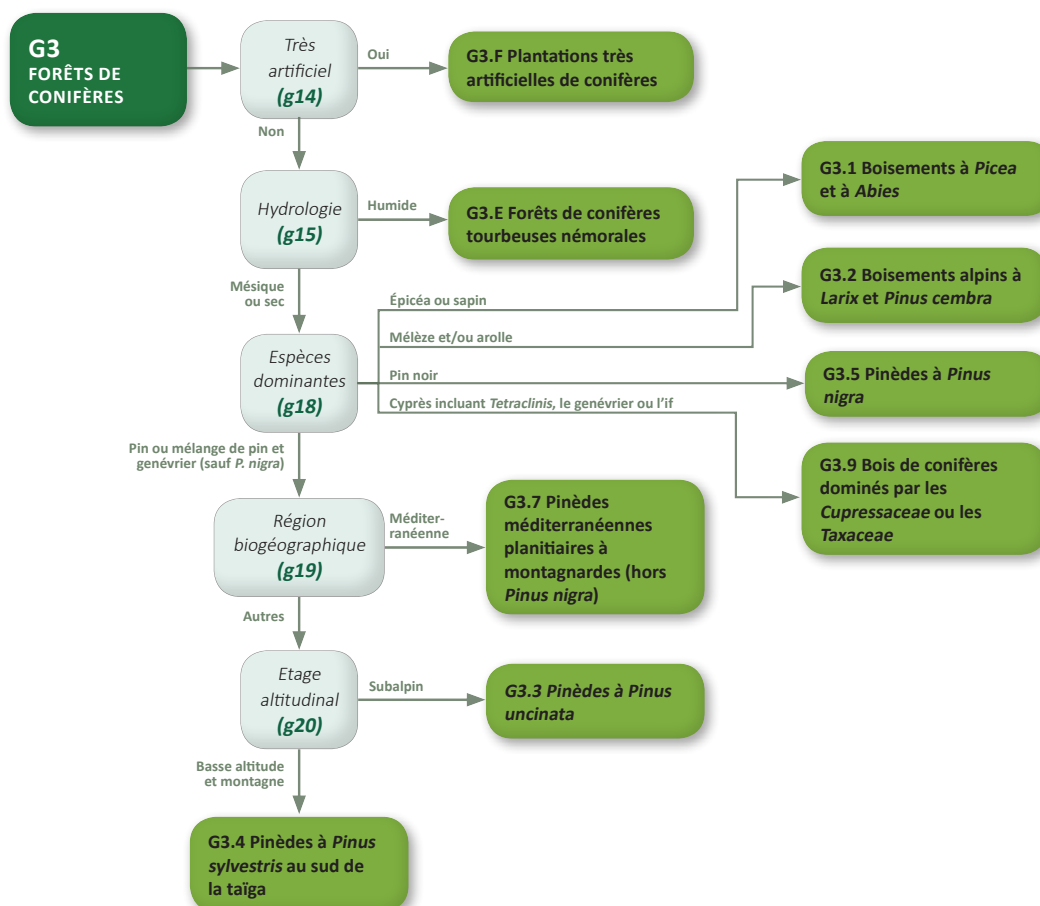 G3
FORÊTS DE
CONIFÈRES
Très
artificiel
(g14)
Oui
G3.F Plantations très
artificielles de conifères
Non
Hydrologie
(g15)
Humide
G3.E Forêts de conifères
tourbeuses némorales
G3.1 Boisements à Picea
et à Abies
Mésique
ou sec
Épicéa ou sapin
G3.2 Boisements alpins à
Larix et Pinus cembra
Mélèze et/ou arolle
Espèces
dominantes
(g18)
Pin noir
G3.5 Pinèdes à Pinus
nigra
Cyprès incluant Tetraclinis, le genévrier ou l’if
G3.9 Bois de conifères
dominés par les
Cupressaceae ou les
Taxaceae
Pin ou mélange de pin et
genévrier (sauf P. nigra)
Région
biogéographique
(g19)
Méditer-
ranéenne
G3.7 Pinèdes
méditerranéennes
planitiaires à
montagnardes (hors
Pinus nigra)
Autres
Etage
altitudinal
(g20)
Subalpin
G3.3 Pinèdes à Pinus
uncinata
Basse altitude
et montagne
G3.4 Pinèdes à Pinus
sylvestris au sud de
la taïga